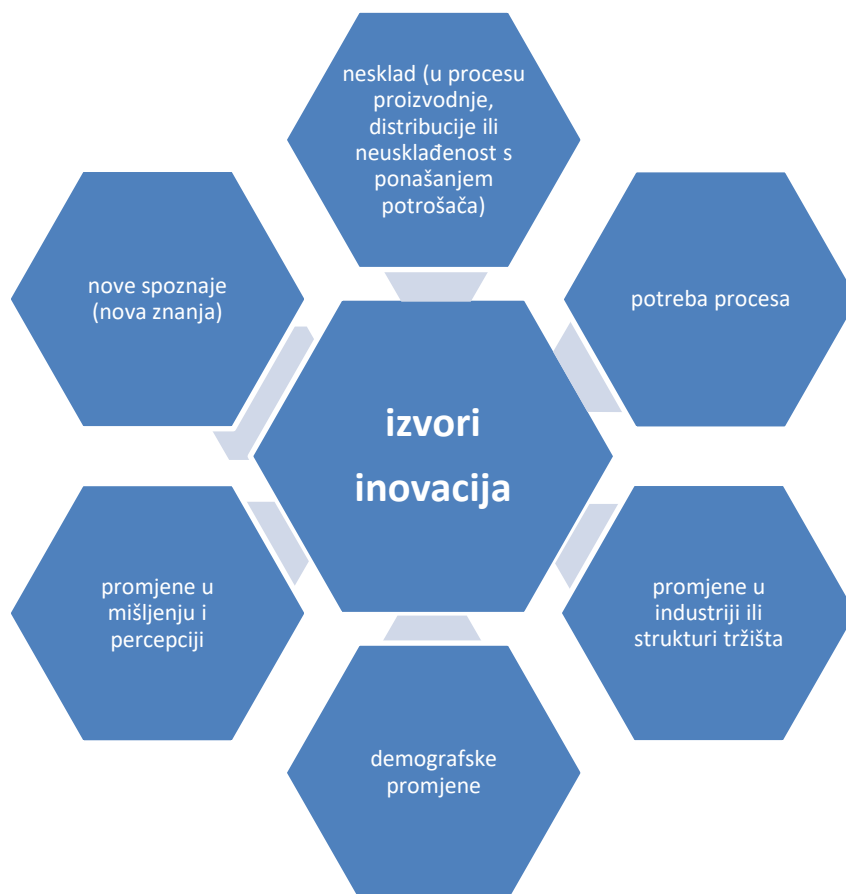 nesklad (u procesu
proizvodnje,
distribucije ili
neusklađenost s
ponašanjem
potrošača)
nove spoznaje
(nova znanja)
potreba procesa
izvori
inovacija
promjene u
mišljenju i
percepciji
promjene u
industriji ili
strukturi tržišta
demografske
promjene